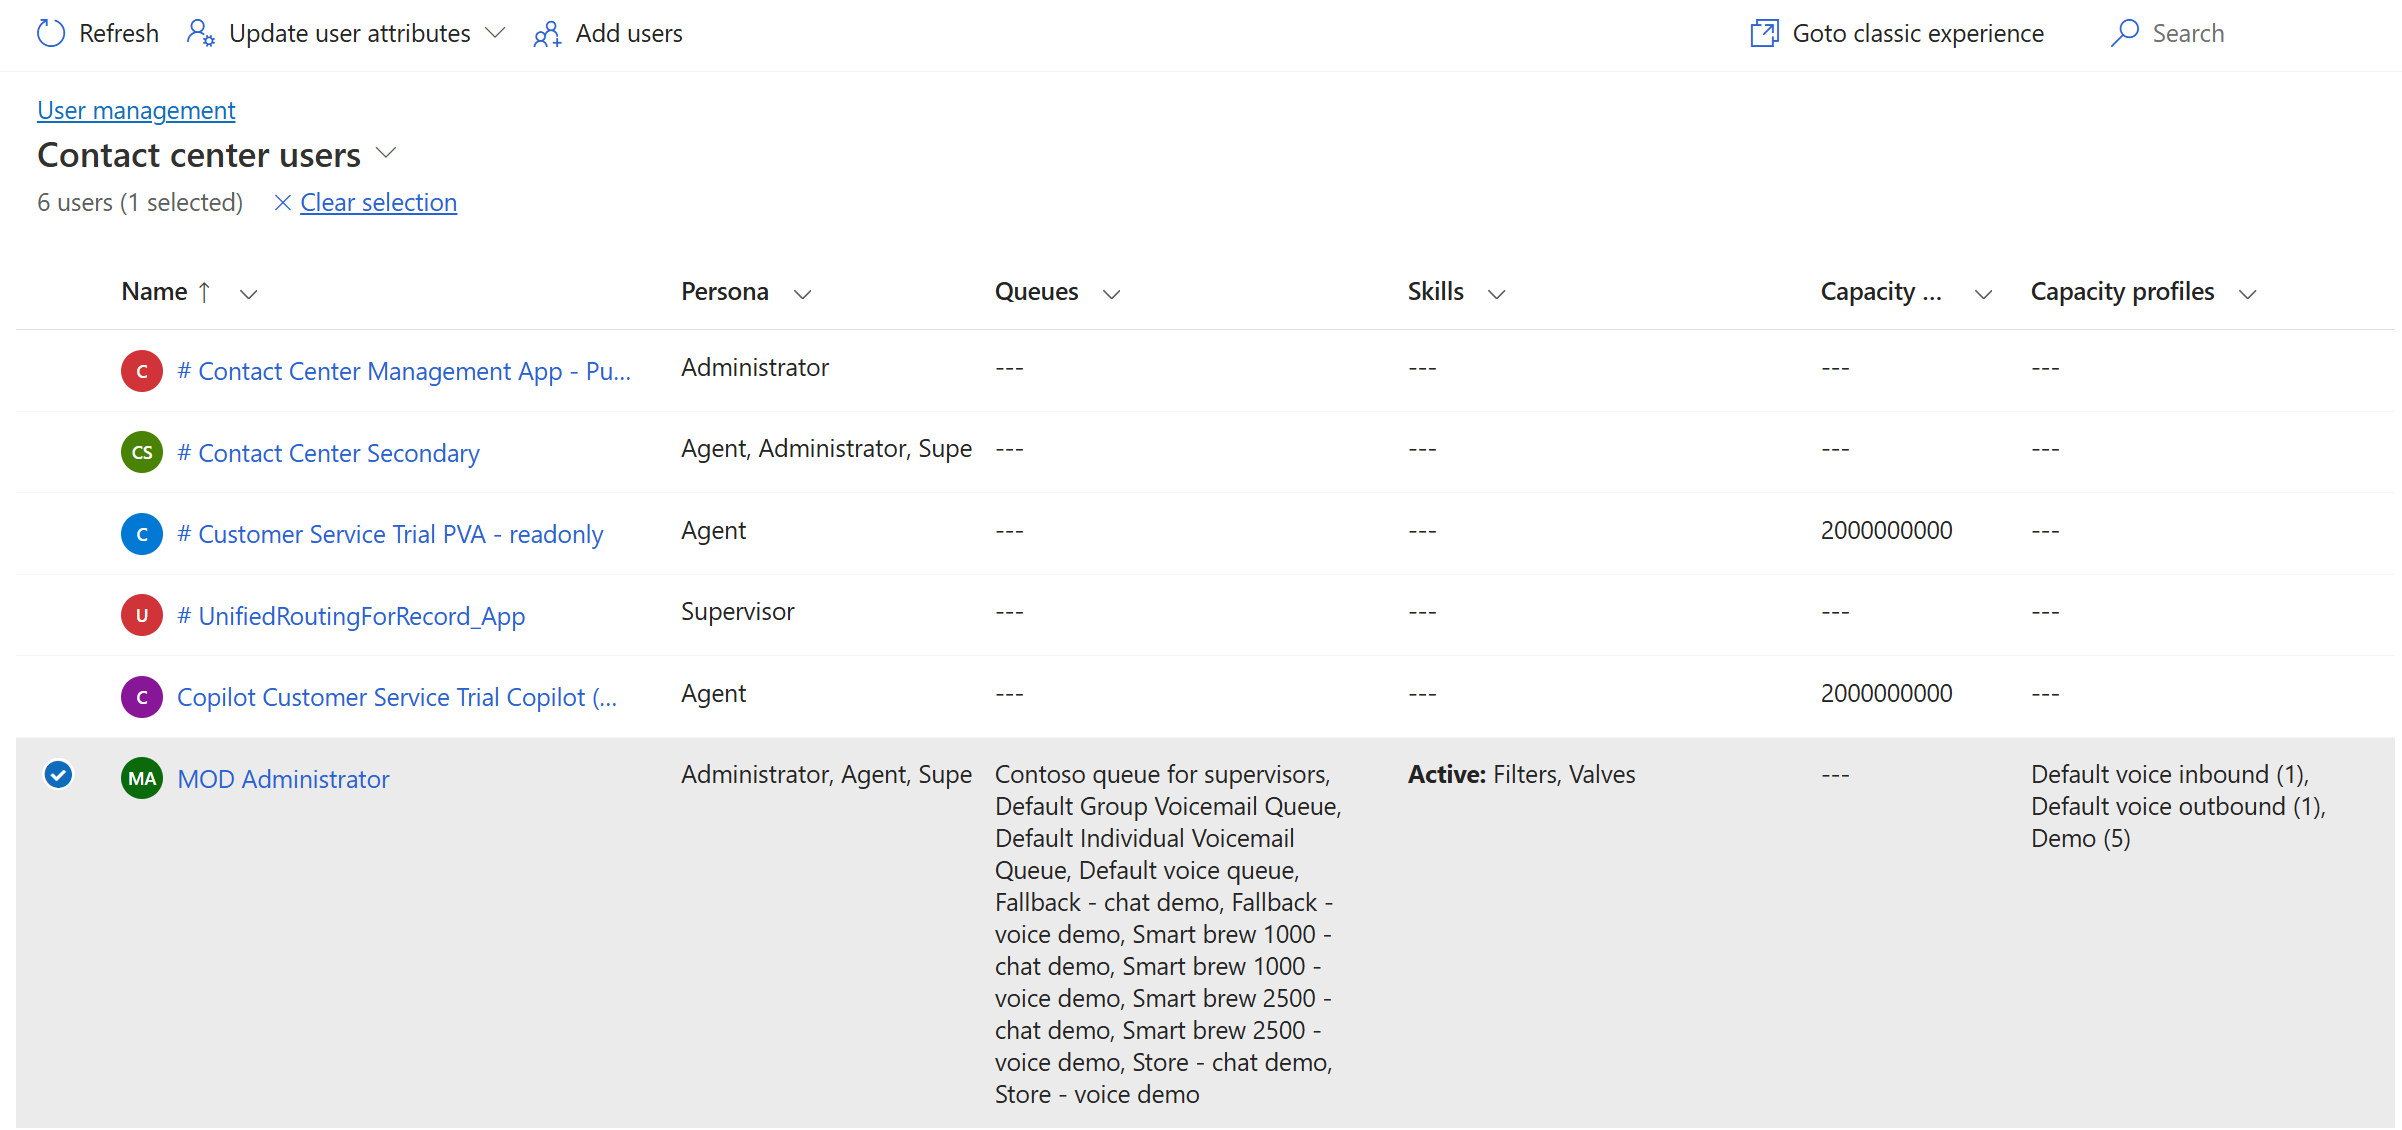 Refresh Update user attributes Add users Goto classic experience Search
User management
Contact center users
6 users (1 selected) Clear selection
Name ↑ Persona Queues Skills Capacity ... Capacity profiles
C # Contact Center Management App - Pu... Administrator --- --- --- ---
CS # Contact Center Secondary Agent, Administrator, Supe --- --- --- ---
C # Customer Service Trial PVA - readonly Agent --- --- 2000000000 ---
U # UnifiedRoutingForRecord_App Supervisor --- --- --- ---
C Copilot Customer Service Trial Copilot (... Agent --- --- 2000000000 ---
MA MOD Administrator Administrator, Agent, Supe Contoso queue for supervisors, Active: Filters, Valves --- Default voice inbound (1),
Default Group Voicemail Queue, Default voice outbound (1),
Default Individual Voicemail Demo (5)
Queue, Default voice queue,
Fallback - chat demo, Fallback -
voice demo, Smart brew 1000 -
chat demo, Smart brew 1000 -
voice demo, Smart brew 2500 -
chat demo, Smart brew 2500 -
voice demo, Store - chat demo,
Store - voice demo